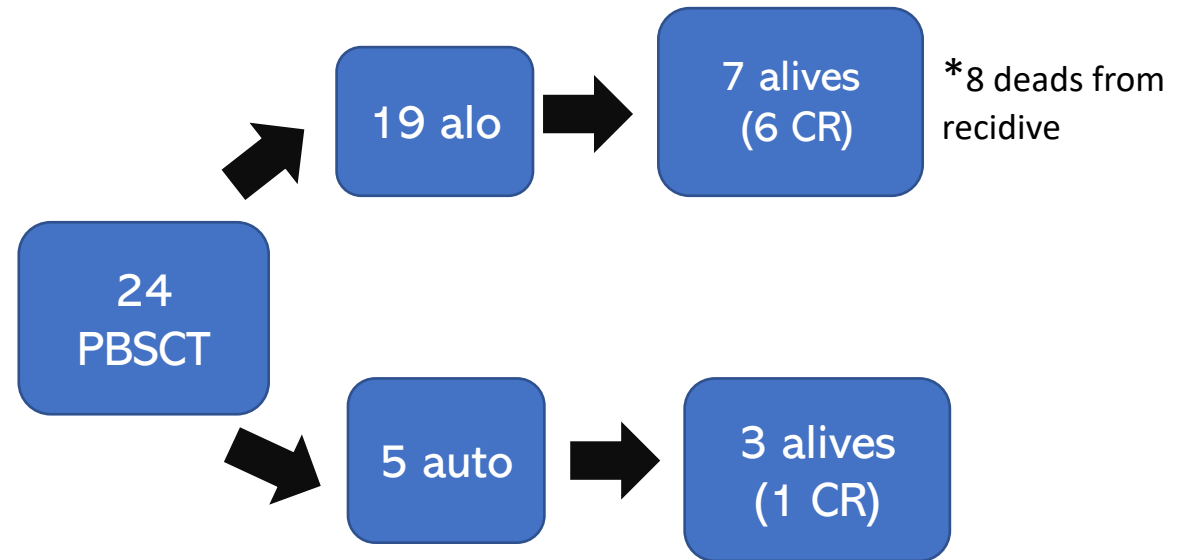 24
PBSCT
19 alo
7 alives
(6 CR)
*8 deads from
recidive
5 auto
3 alives
(1 CR)